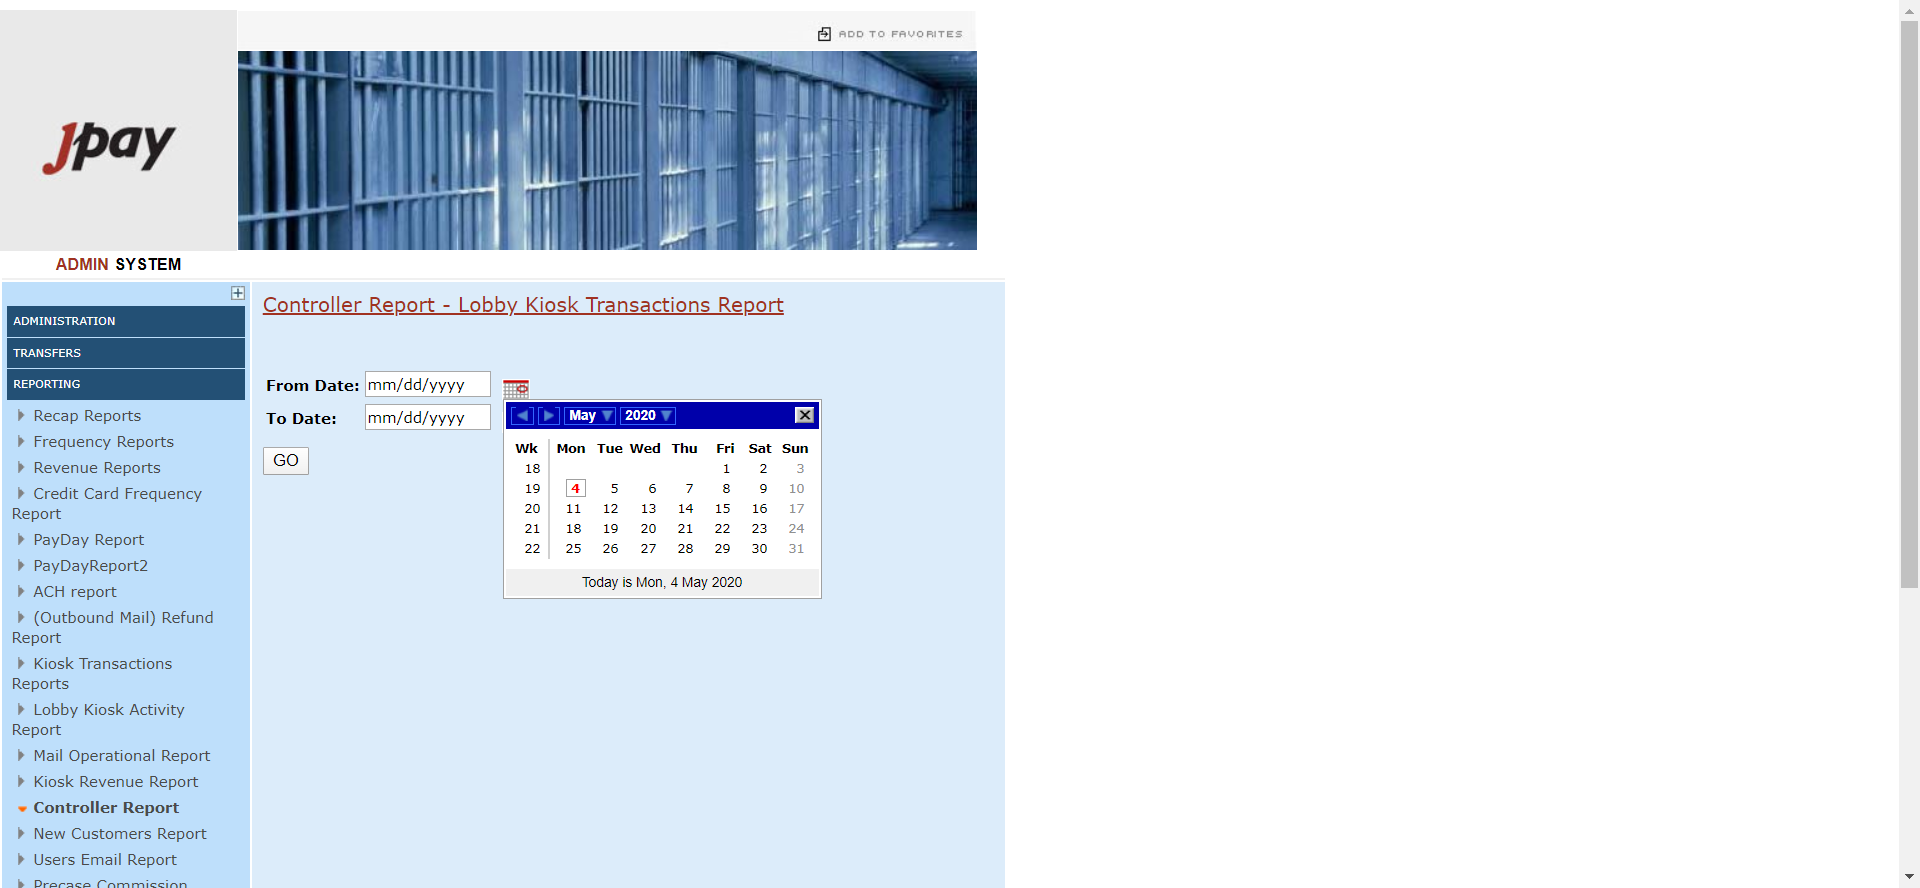 ADD TO FAVORITES
jpay
ADMIN SYSTEM
ADMINISTRATION
TRANSFERS
REPORTING
Recap Reports
Frequency Reports
Revenue Reports
Credit Card Frequency
Report
PayDay Report
PayDayReport2
ACH report
(Outbound Mail) Refund
Report
Kiosk Transactions
Reports
Lobby Kiosk Activity
Report
Mail Operational Report
Kiosk Revenue Report
Controller Report
New Customers Report
Users Email Report
Precase Commission
Controller Report - Lobby Kiosk Transactions Report
From Date: mm/dd/yyyy
To Date: mm/dd/yyyy
GO
May 2020
Wk Mon Tue Wed Thu Fri Sat Sun
18 1 2 3
19 4 5 6 7 8 9 10
20 11 12 13 14 15 16 17
21 18 19 20 21 22 23 24
22 25 26 27 28 29 30 31
Today is Mon, 4 May 2020